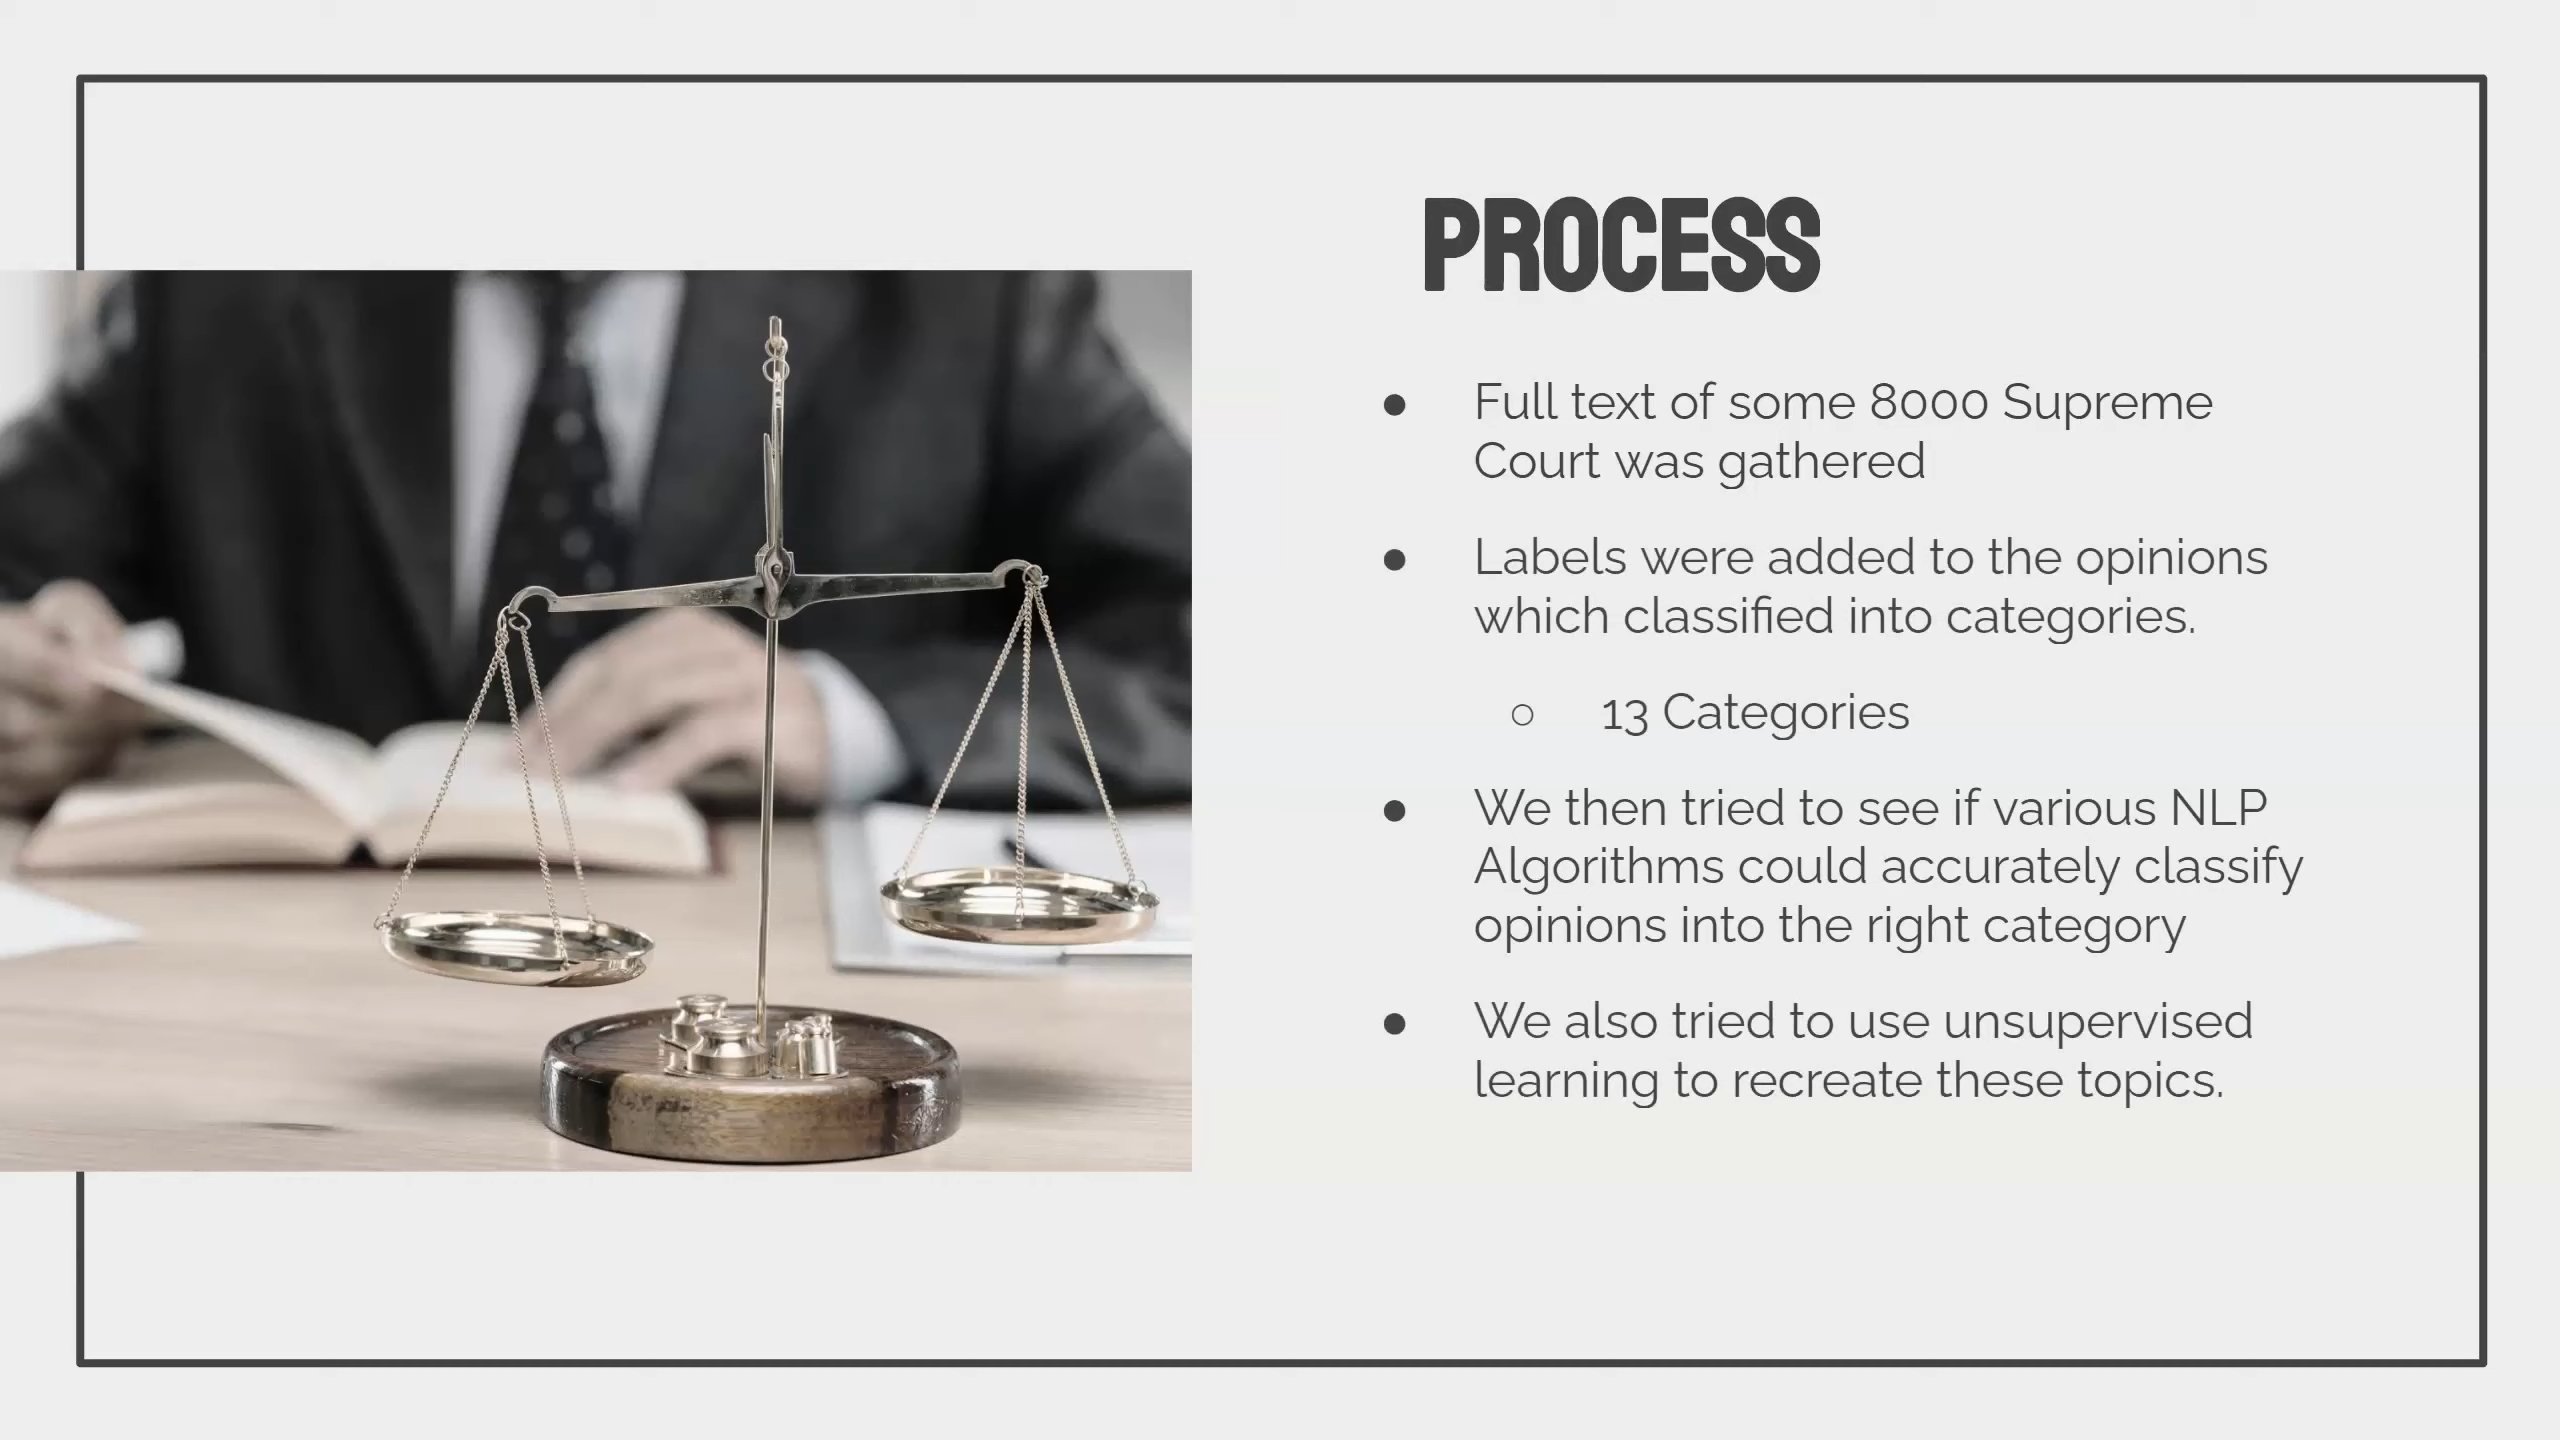 PROCESS
● Full text of some 8000 Supreme
Court was gathered
● Labels were added to the opinions
which classified into categories.
○ 13 Categories
● We then tried to see if various NLP
Algorithms could accurately classify
opinions into the right category
● We also tried to use unsupervised
learning to recreate these topics.